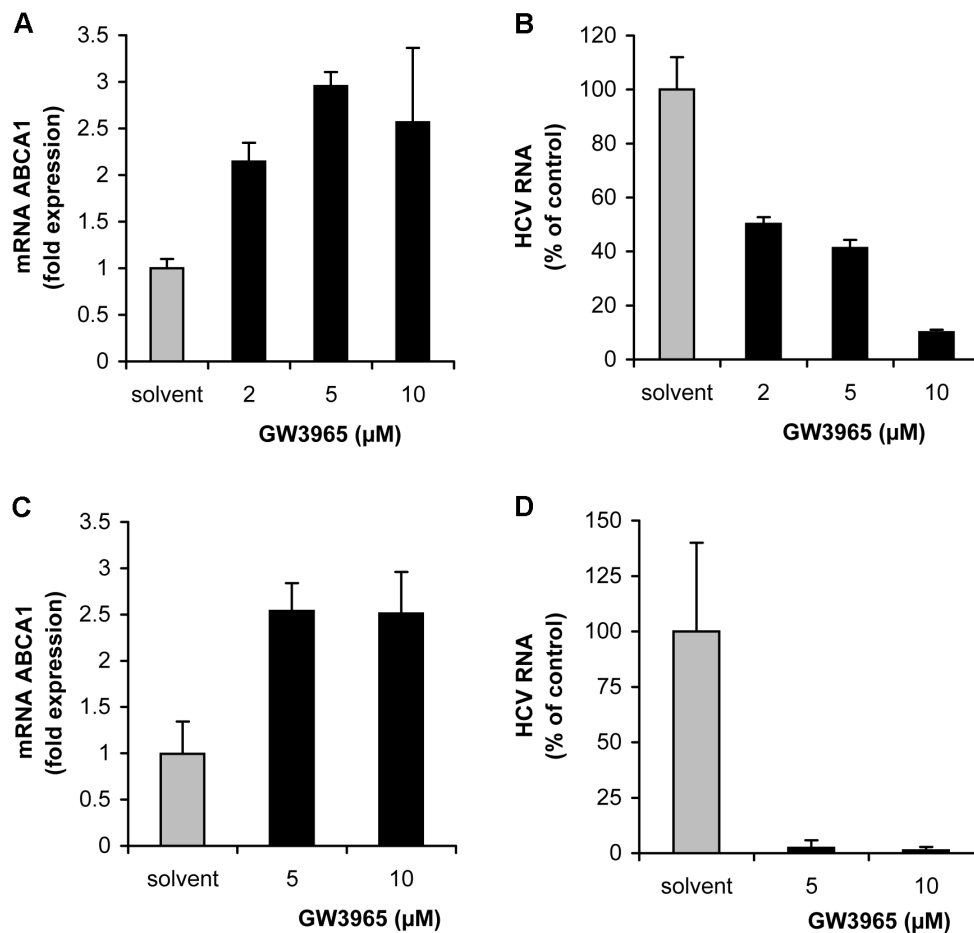 A
mRNA ABCA1
(fold expression)
3.5
3
2.5
2
1.5
1
0.5
0
solvent 2 5 10
GW3965 (µM)
B
HCV RNA
(% of control)
120
100
80
60
40
20
0
solvent 2 5 10
GW3965 (µM)
C
mRNA ABCA1
(fold expression)
3.5
3
2.5
2
1.5
1
0.5
0
solvent 5 10
GW3965 (µM)
D
HCV RNA
(% of control)
150
125
100
75
50
25
0
solvent 5 10
GW3965 (µM)